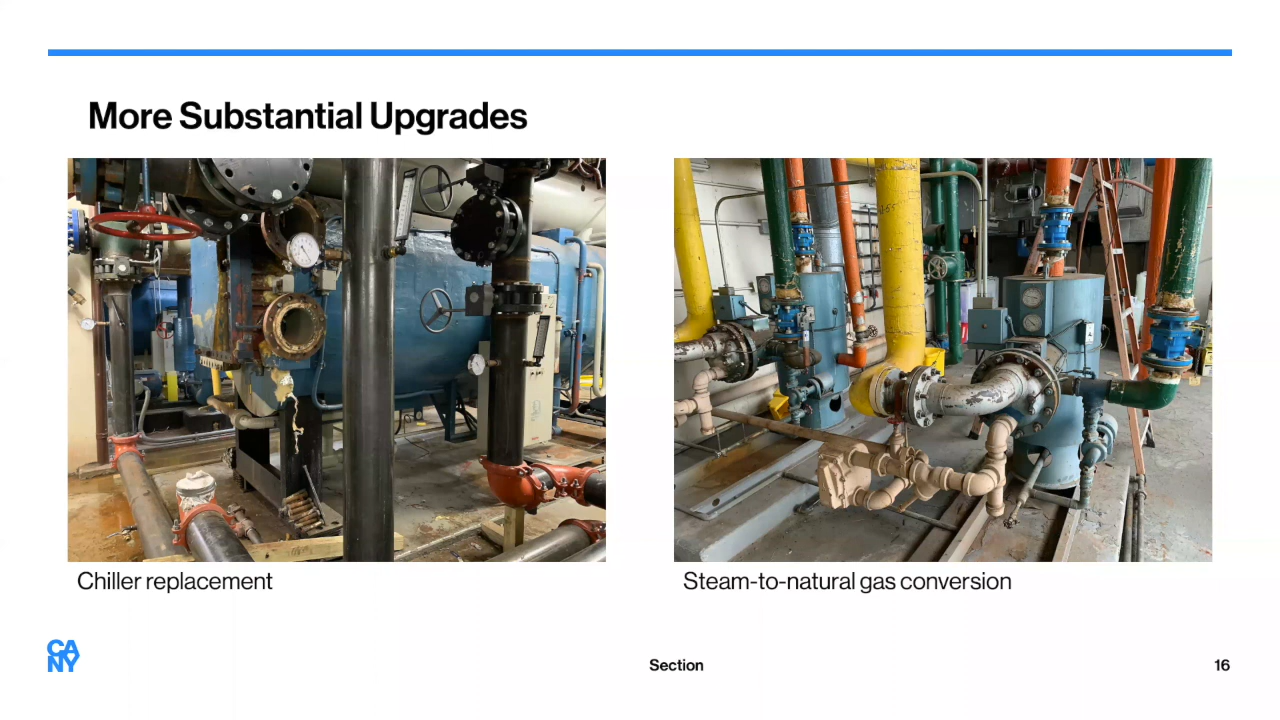 More Substantial Upgrades
Chiller replacement
Steam-to-natural gas conversion
CA
NY
Section
16